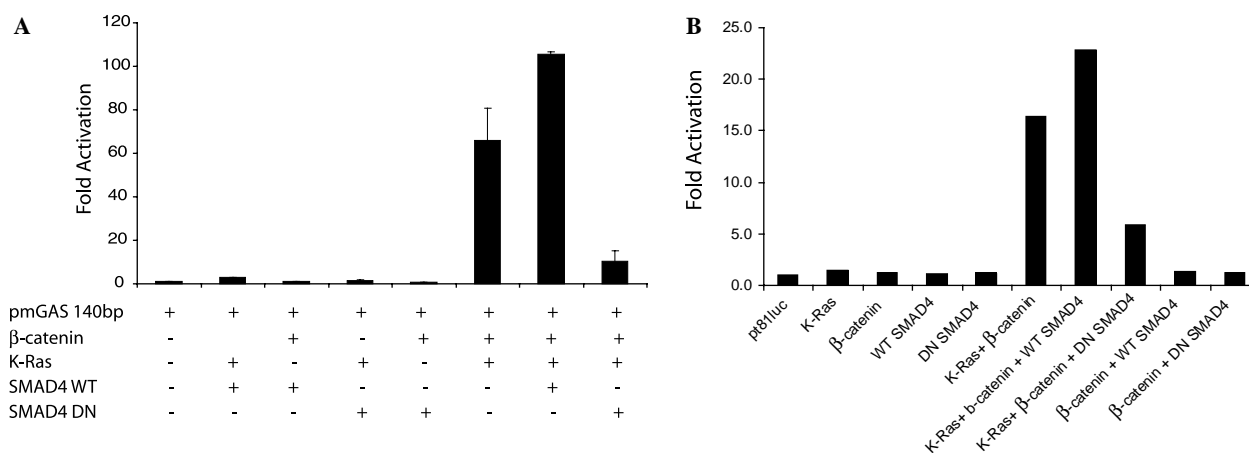 A
Fold Activation
120
100
80
60
40
20
0
pmGAS 140bp + + + + + + + +
β-catenin - - + - + + + +
K-Ras - + - + - + + +
SMAD4 WT - + + - - - + -
SMAD4 DN - - - + + - - +
B
Fold Activation
25.0
20.0
15.0
10.0
5.0
0.0
pt81luc
K-Ras
β-catenin
WT SMAD4
DN SMAD4
K-Ras+ β-catenin
K-Ras+ b-catenin + WT SMAD4
K-Ras+ β-catenin + DN SMAD4
β-catenin + WT SMAD4
β-catenin + DN SMAD4